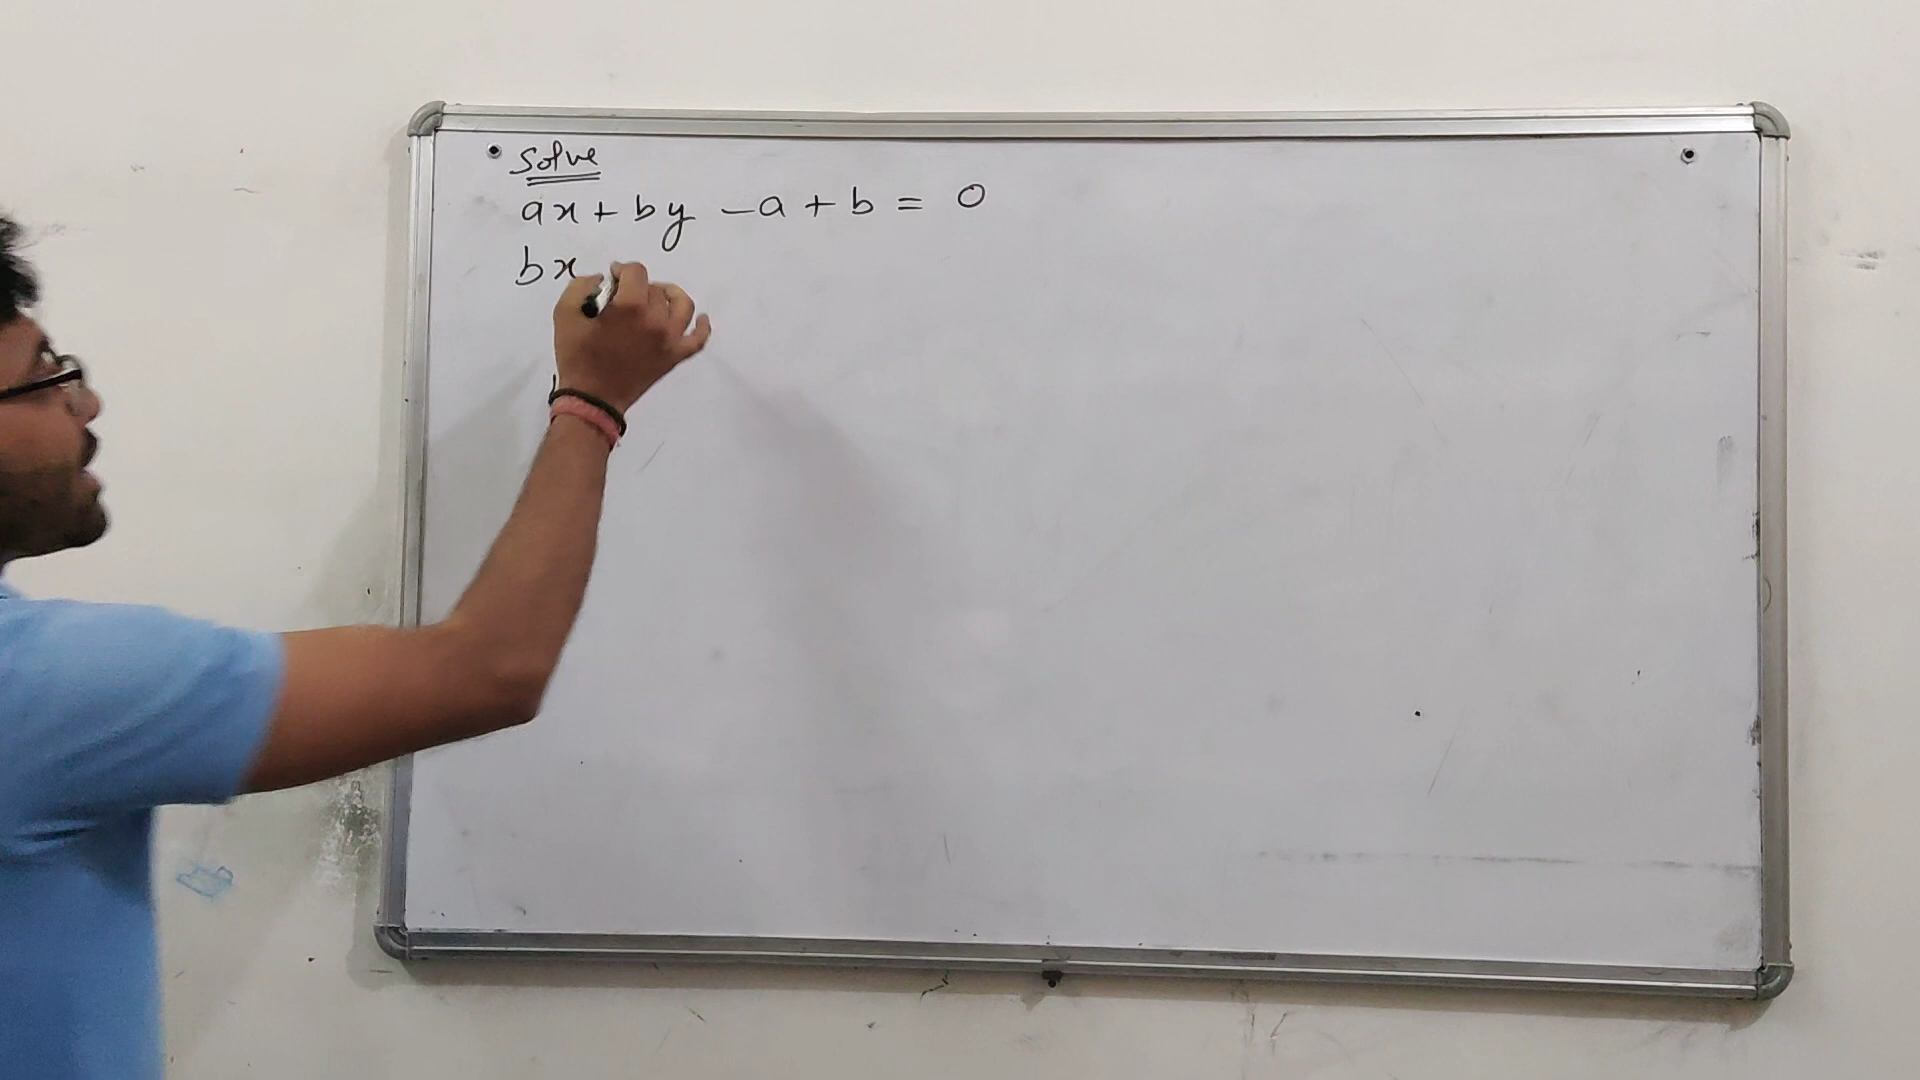 Solve
ax + by - a + b = 0
bx